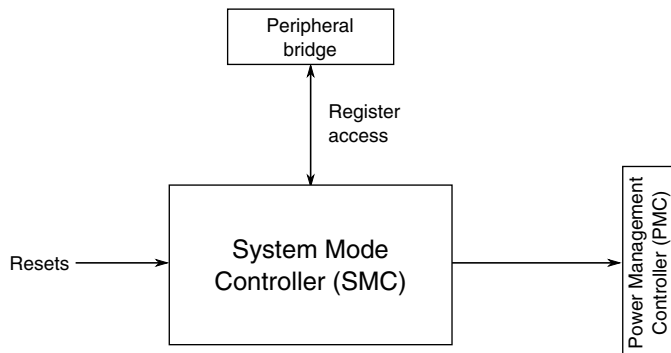 Peripheral
bridge
Register
access
System Mode
Controller (SMC)
Resets
Power Management
Controller (PMC)